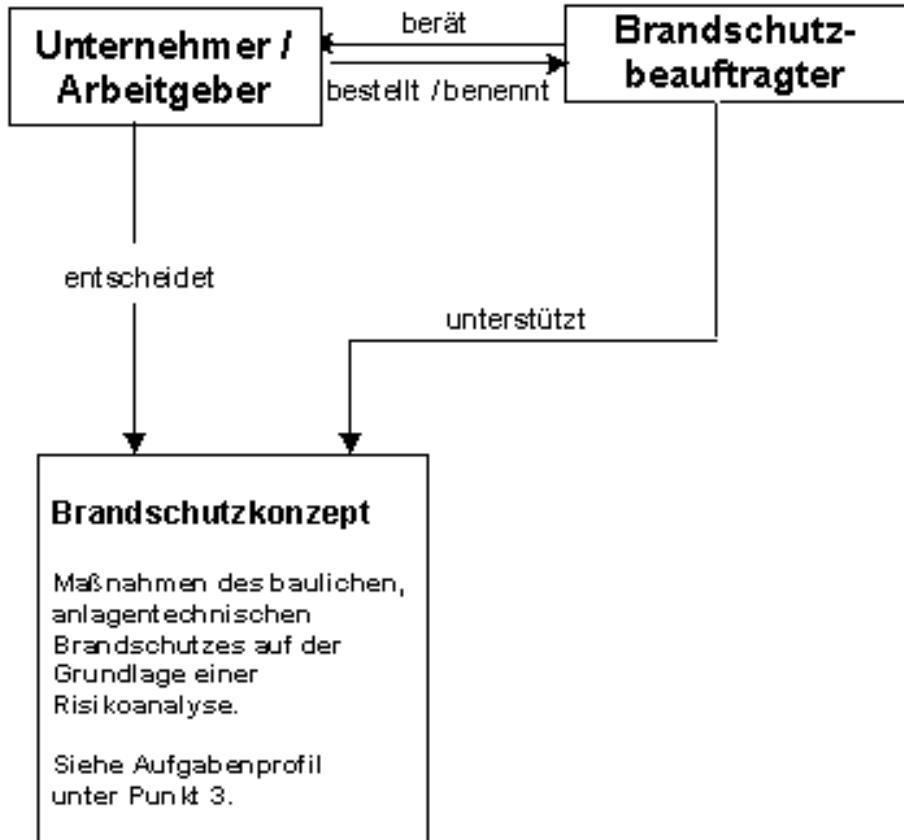 Unternehmer /
Arbeitgeber
berät
bestellt / benennt
Brandschutz-
beauftragter
entscheidet
unterstützt
Brandschutzkonzept
Maßnahmen des baulichen,
anlagentechnischen
Brandschutzes auf der
Grundlage einer
Risikoanalyse.
Siehe Aufgabenprofil
unter Punkt 3.